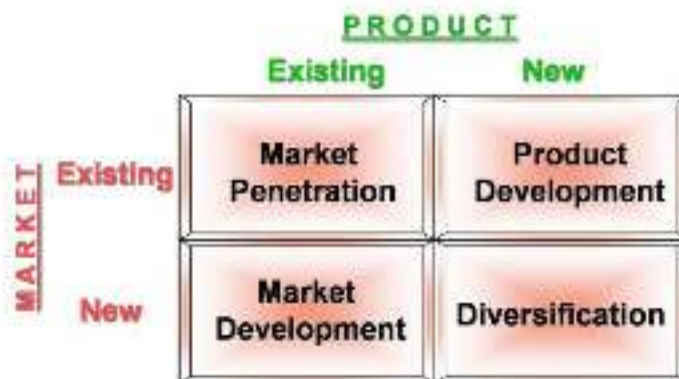 PRODUCT
Existing New
MARKET
Existing
Market
Penetration
Product
Development
New
Market
Development
Diversification